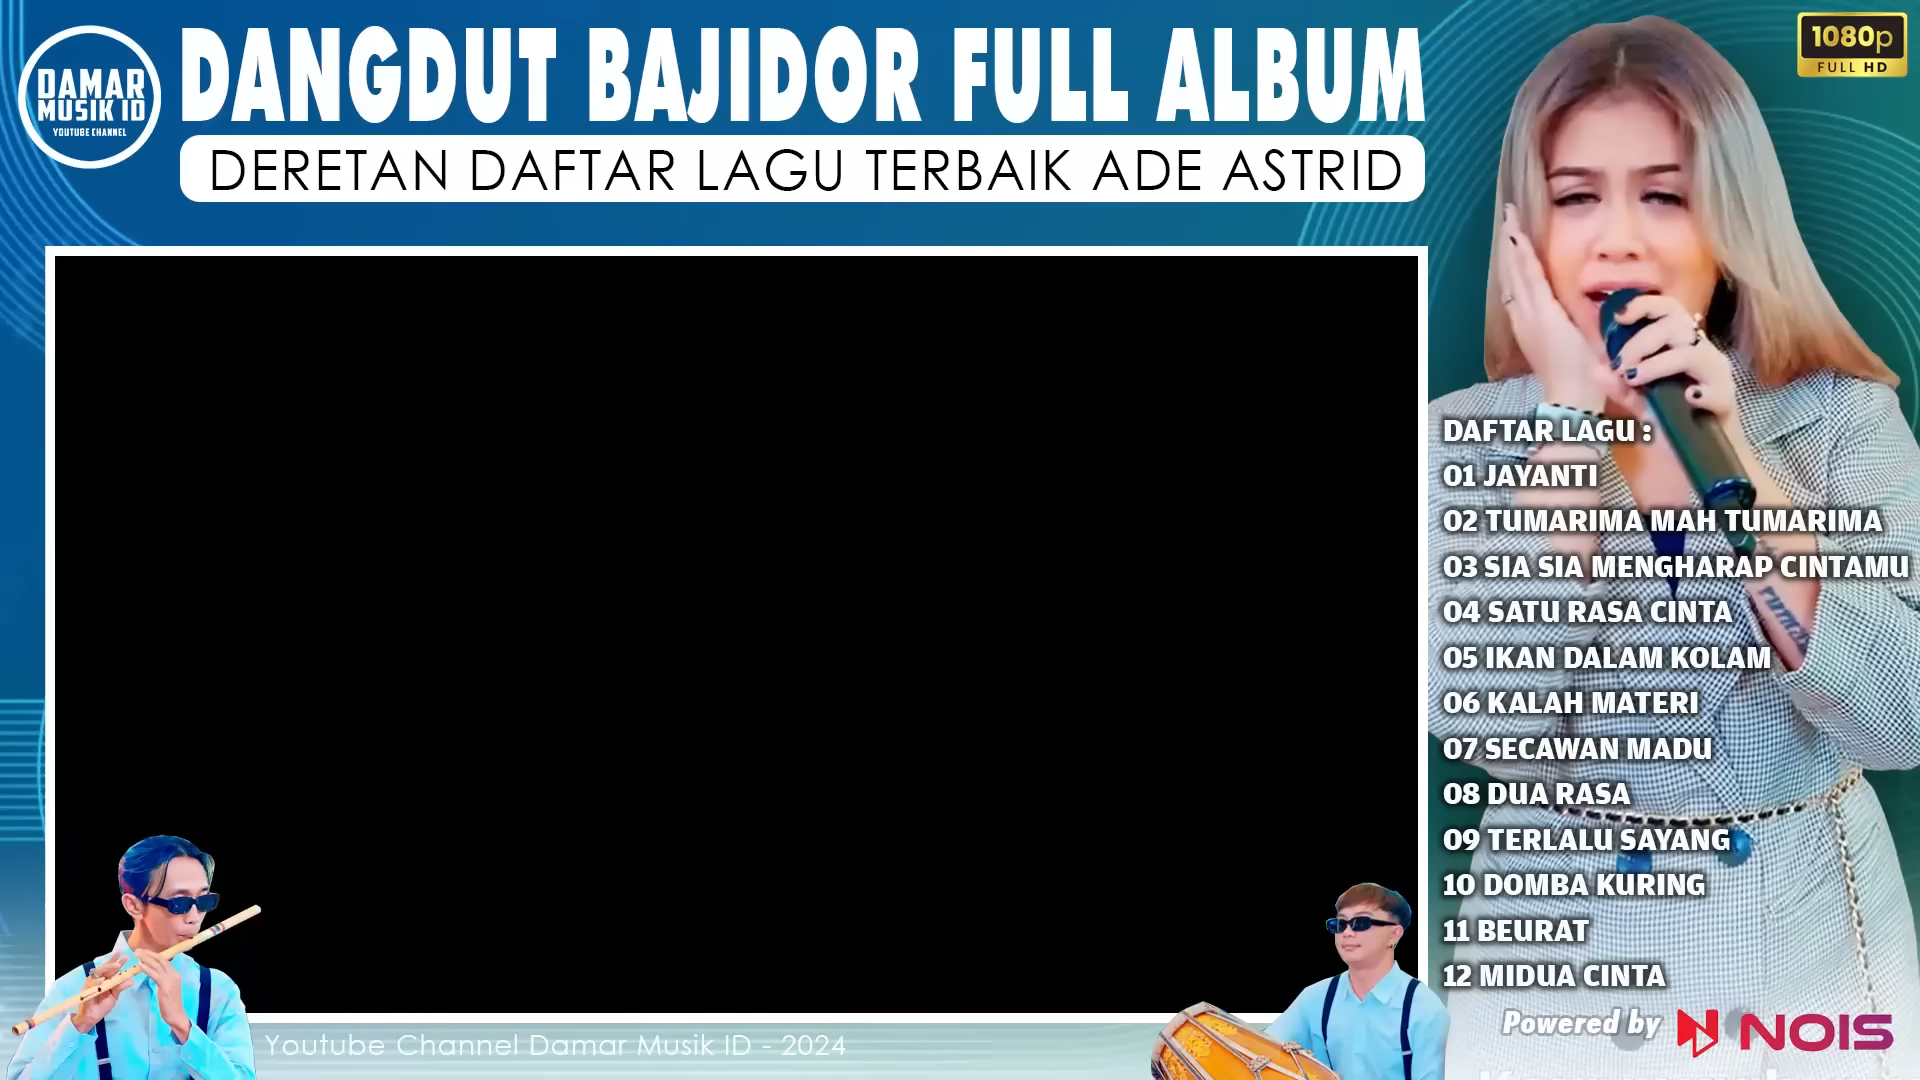 DAMAR
MUSIK ID
YOUTUBE CHANNEL
DANGDUT BAJIDOR FULL ALBUM
DERETAN DAFTAR LAGU TERBAIK ADE ASTRID
1080p
FULL HD
DAFTAR LAGU :
01 JAYANTI
02 TUMARIMA MAH TUMARIMA
03 SIA SIA MENGHARAP CINTAMU
04 SATU RASA CINTA
05 IKAN DALAM KOLAM
06 KALAH MATERI
07 SECAWAN MADU
08 DUA RASA
09 TERLALU SAYANG
10 DOMBA KURING
11 BEURAT
12 MIDUA CINTA
Powered by
NOIS
Youtube Channel Damar Musik ID - 2024